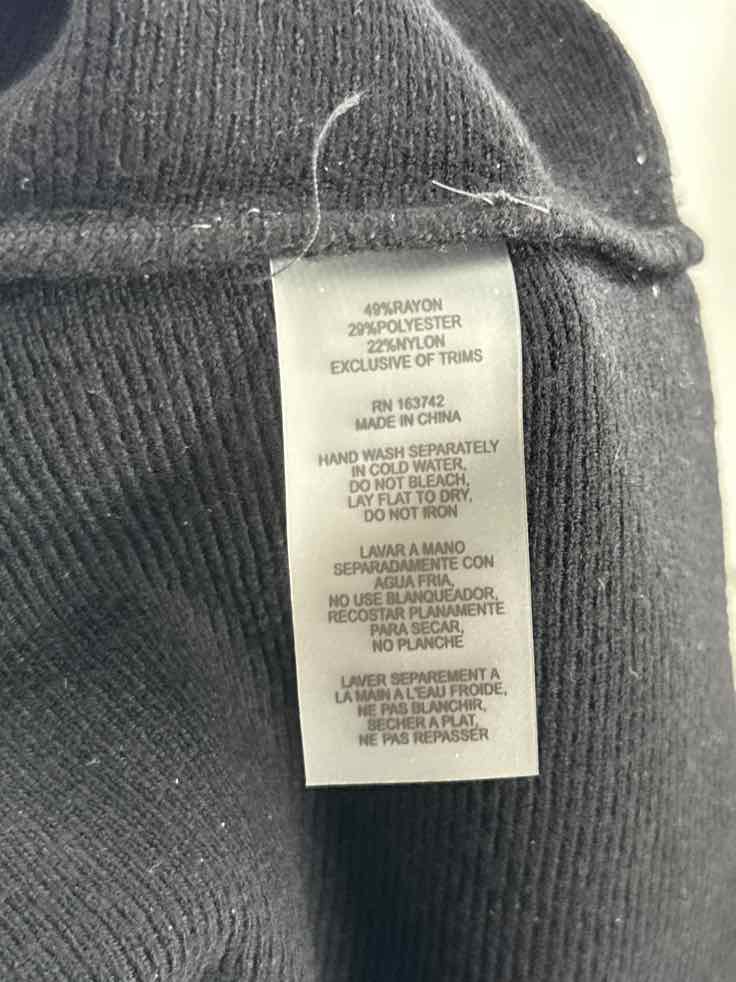 49%RAYON
29%POLYESTER
22%NYLON
EXCLUSIVE OF TRIMS
RN 163742
MADE IN CHINA
HAND WASH SEPARATELY
IN COLD WATER,
DO NOT BLEACH,
LAY FLAT TO DRY,
DO NOT IRON
LAVAR A MANO
SEPARADAMENTE CON
AGUA FRIA,
NO USE BLANQUEADOR,
RECOSTAR PLANAMENTE
PARA SECAR,
NO PLANCHE
LAVER SEPAREMENT A
LA MAIN A L'EAU FROIDE,
NE PAS BLANCHIR,
SECHER A PLAT,
NE PAS REPASSER